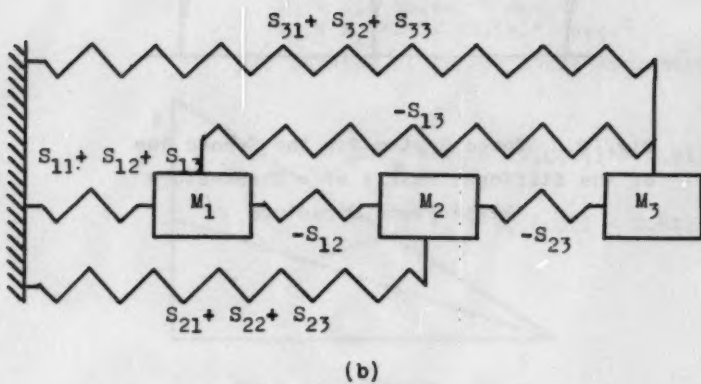 S31+ S32+ S33
-S13
S11+ S12+ S13
M1
M2
M3
-S12
-S23
S21+ S22+ S23
(b)